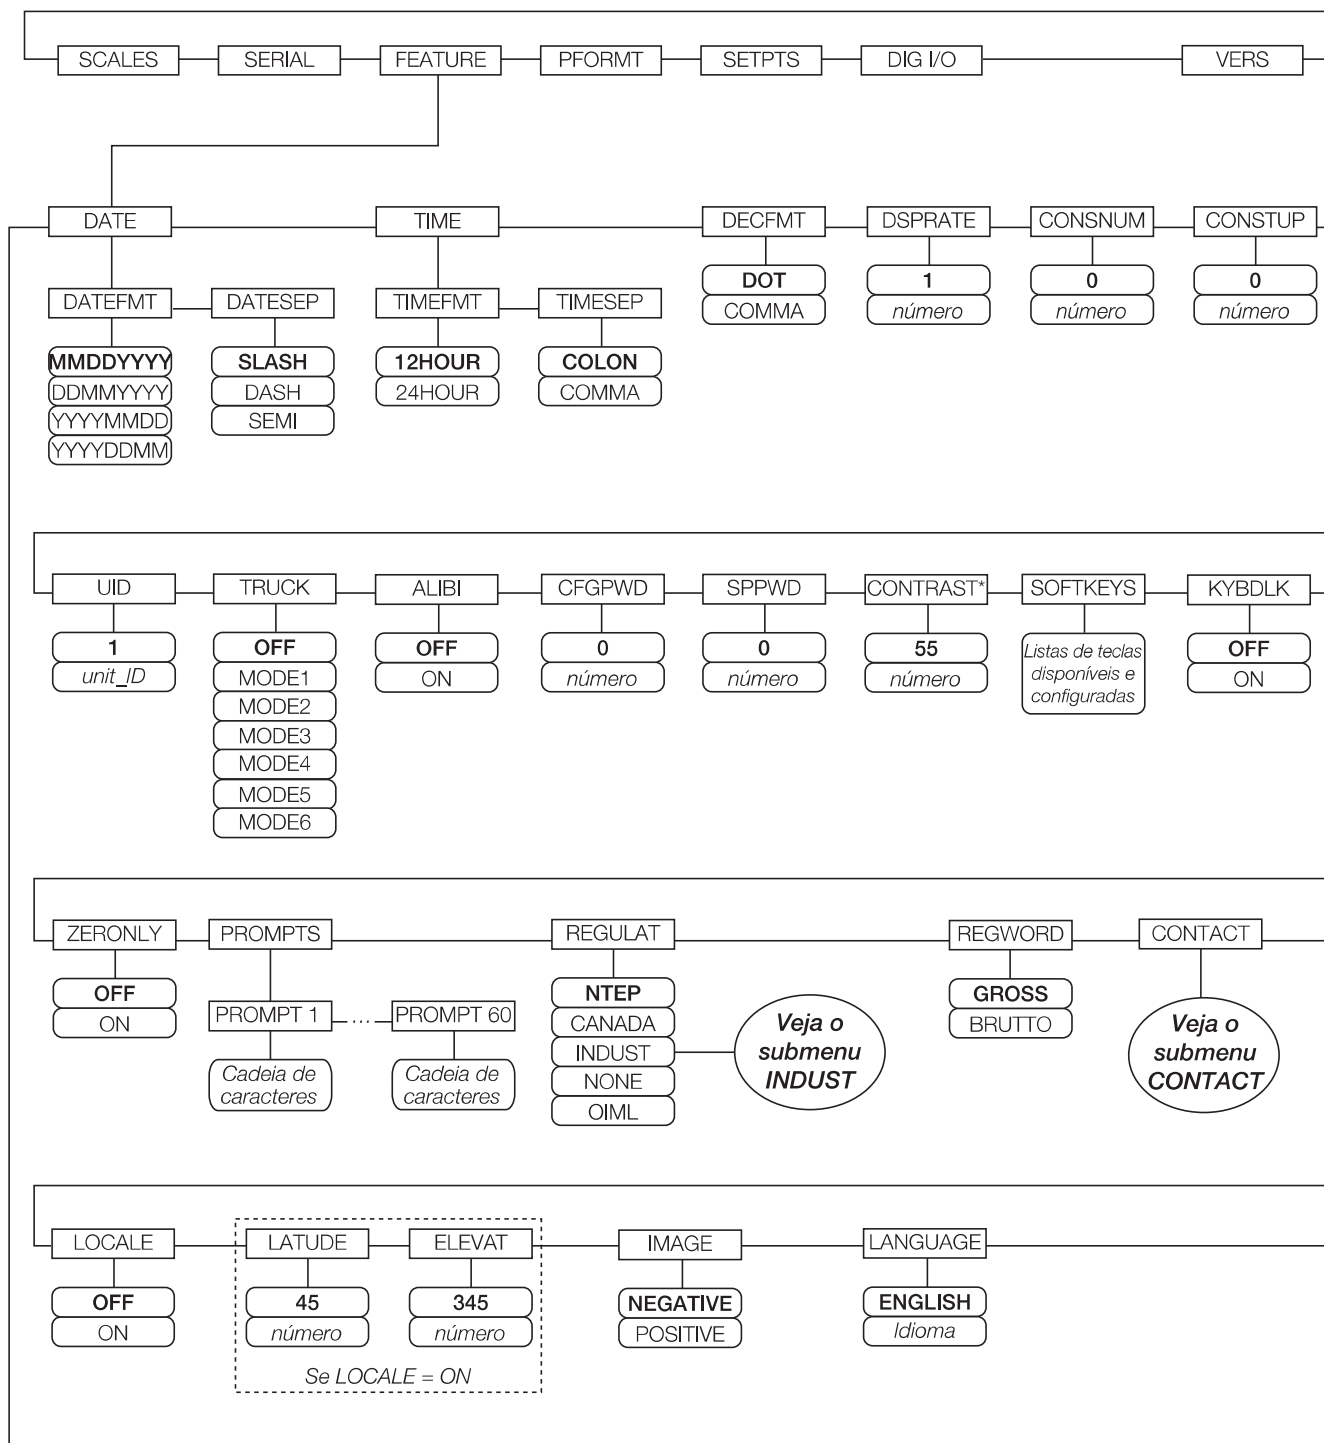 SCALES SERIAL FEATURE PFORMT SETPTS DIG I/O VERS
DATE TIME DECFMT DSPRATE CONSNUM CONSTUP
DOT 1 0 0
COMMA número número número
DATEFMT DATESEP TIMEFMT TIMESEP
MMDDYYYY SLASH 12HOUR COLON
DDMMYYYY DASH 24HOUR COMMA
YYYYMMDD SEMI
YYYYDDMM
UID TRUCK ALIBI CFGPWD SPPWD CONTRAST* SOFTKEYS KYBDLK
1 OFF OFF 0 0 55 Listas de teclas OFF
unit_ID MODE1 ON número número número disponíveis e ON
MODE2 configuradas
MODE3
MODE4
MODE5
MODE6
ZERONLY PROMPTS REGULAT REGWORD CONTACT
OFF NTEP GROSS
ON PROMPT 1 ... PROMPT 60 CANADA BRUTTO
INDUST
NONE
OIML
Cadeia de
caracteres
Cadeia de
caracteres
Veja o
submenu
INDUST
Veja o
submenu
CONTACT
LOCALE LATUDE ELEVAT IMAGE LANGUAGE
OFF 45 345 NEGATIVE ENGLISH
ON número número POSITIVE Idioma
Se LOCALE = ON